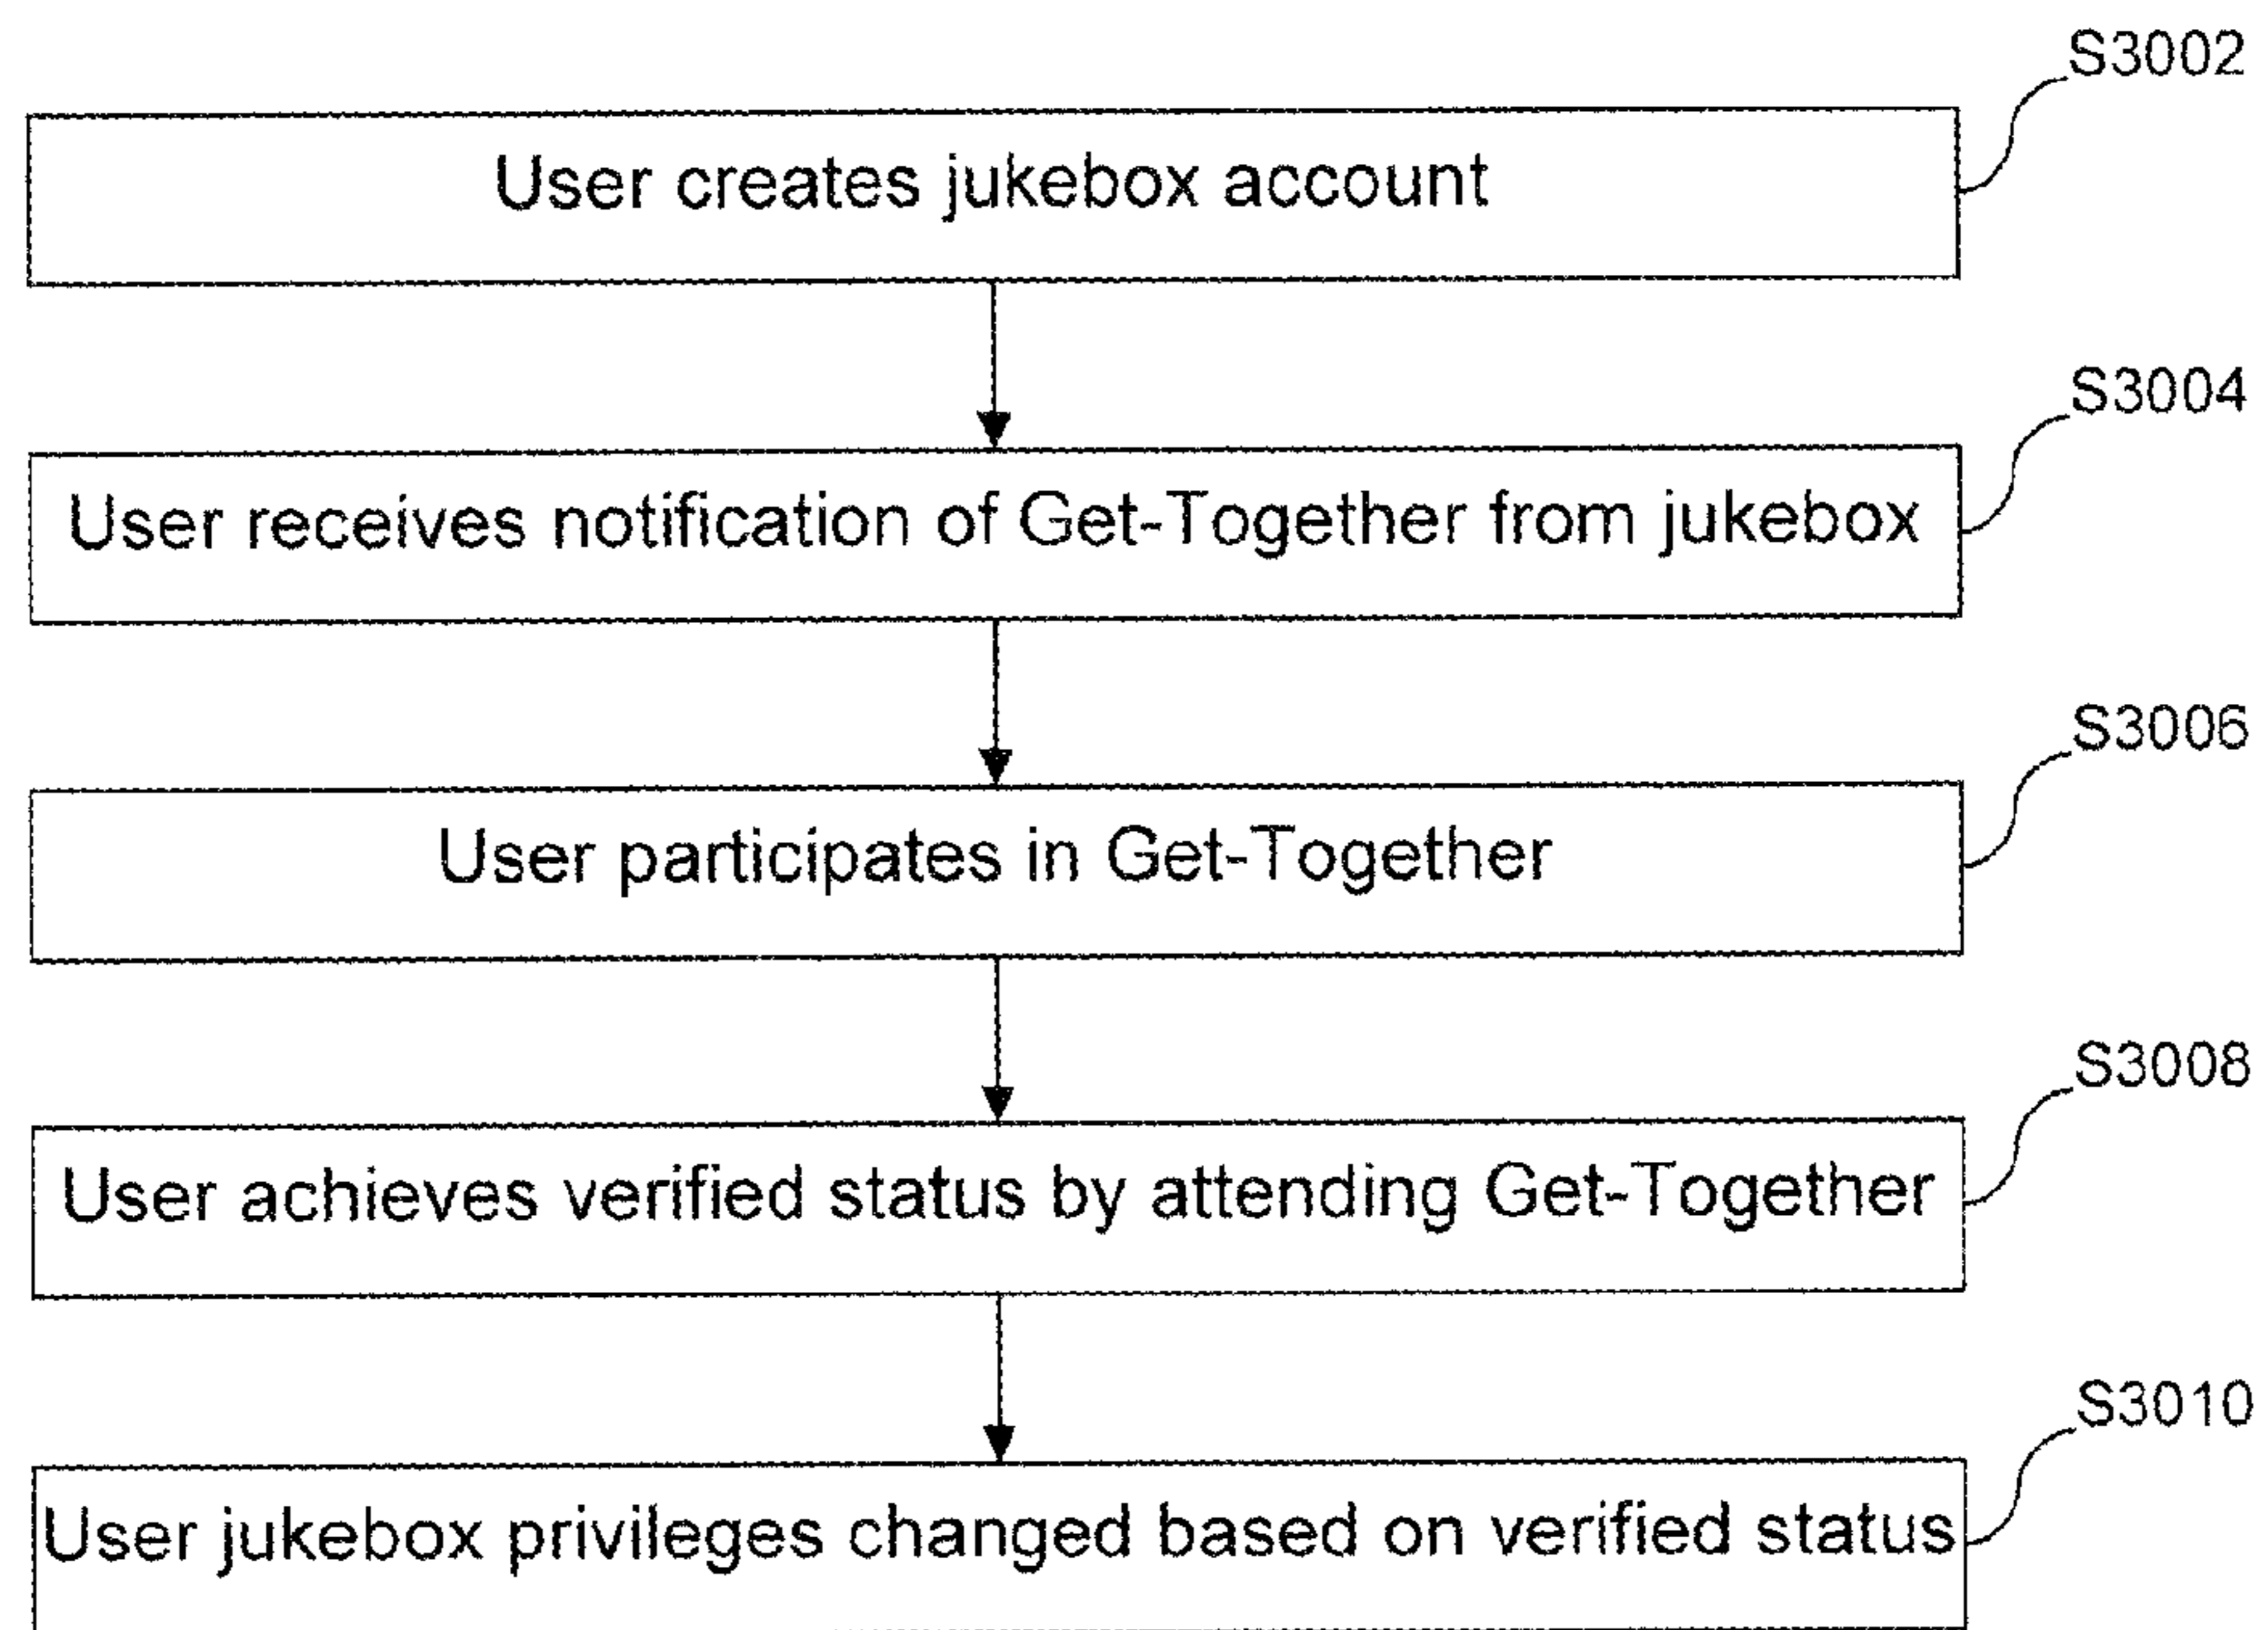 S3002
User creates jukebox account
S3004
User receives notification of Get-Together from jukebox
S3006
User participates in Get-Together
S3008
User achieves verified status by attending Get-Together
S3010
User jukebox privileges changed based on verified status